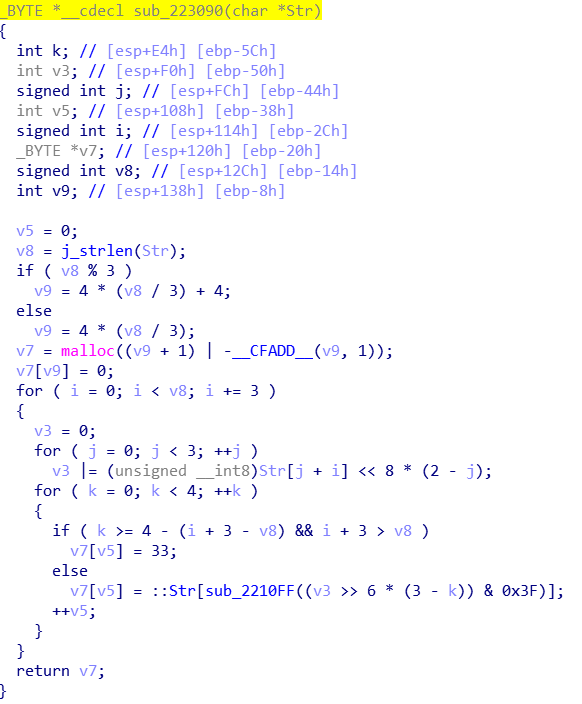 _BYTE *__cdecl sub_223090(char *Str)
{
  int k; // [esp+E4h] [ebp-5Ch]
  int v3; // [esp+F0h] [ebp-50h]
  signed int j; // [esp+FCh] [ebp-44h]
  int v5; // [esp+108h] [ebp-38h]
  signed int i; // [esp+114h] [ebp-2Ch]
  _BYTE *v7; // [esp+120h] [ebp-20h]
  signed int v8; // [esp+12Ch] [ebp-14h]
  int v9; // [esp+138h] [ebp-8h]

  v5 = 0;
  v8 = j_strlen(Str);
  if ( v8 % 3 )
    v9 = 4 * (v8 / 3) + 4;
  else
    v9 = 4 * (v8 / 3);
  v7 = malloc((v9 + 1) | -__CFADD__(v9, 1));
  v7[v9] = 0;
  for ( i = 0; i < v8; i += 3 )
  {
    v3 = 0;
    for ( j = 0; j < 3; ++j )
      v3 |= (unsigned __int8)Str[j + i] << 8 * (2 - j);
    for ( k = 0; k < 4; ++k )
    {
      if ( k >= 4 - (i + 3 - v8) && i + 3 > v8 )
        v7[v5] = 33;
      else
        v7[v5] = ::Str[sub_2210FF((v3 >> 6 * (3 - k)) & 0x3F)];
      ++v5;
    }
  }
  return v7;
}